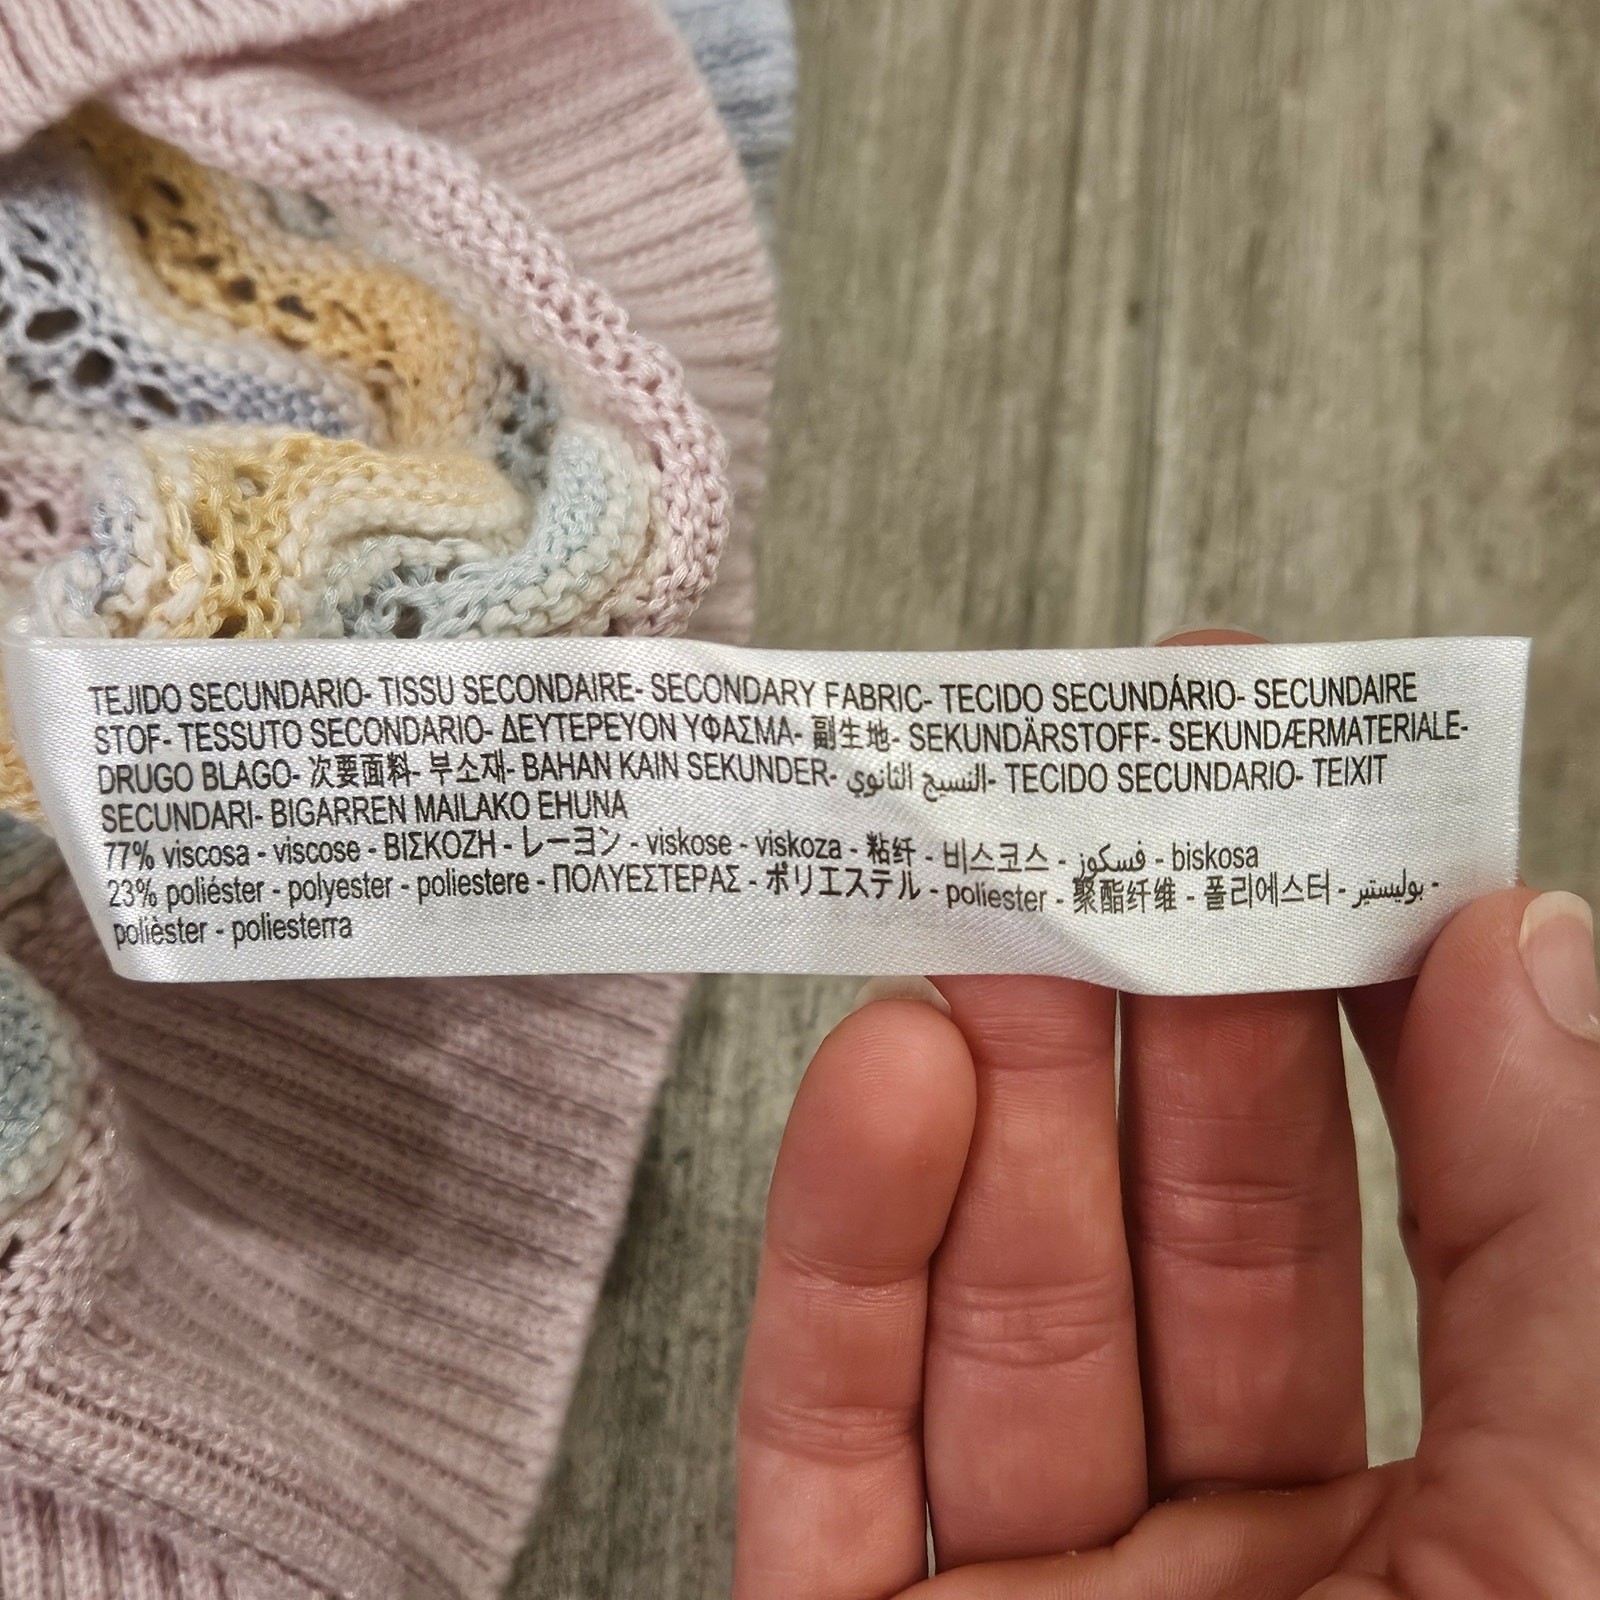 TEJIDO SECUNDARIO- TISSU SECONDAIRE- SECONDARY FABRIC- TECIDO SECUNDÁRIO- SECUNDAIRE
STOF- TESSUTO SECONDARIO- ΔΕΥΤΕΡΕΥΟΝ ΥΦΑΣΜΑ- 副生地- SEKUNDÄRSTOFF- SEKUNDÆRMATERIALE-
DRUGO BLAGO- 次要面料- 부소재- BAHAN KAIN SEKUNDER- النسيج الثانوي- TECIDO SECUNDARIO- TEIXIT
SECUNDARI- BIGARREN MAILAKO EHUNA
77% viscosa - viscose - ΒΙΣΚΟΖΗ - レーヨン - viskose - viskoza - 粘纤 - 비스코스 - فسكوز - biskosa
23% poliéster - polyester - poliestere - ΠΟΛΥΕΣΤΕΡΑΣ - ポリエステル - poliester - 聚酯纤维 - 폴리에스터 - بوليستير -
polièster - poliesterra